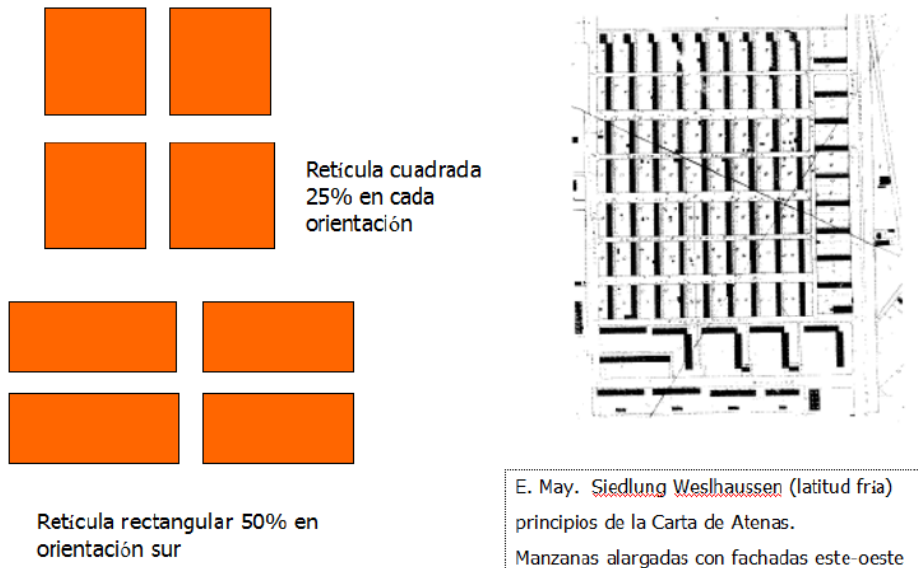 Retícula cuadrada
25% en cada
orientación
Retícula rectangular 50% en
orientación sur
E. May. Siedlung Weslhaussen (latitud fría)
principios de la Carta de Atenas.
Manzanas alargadas con fachadas este-oeste